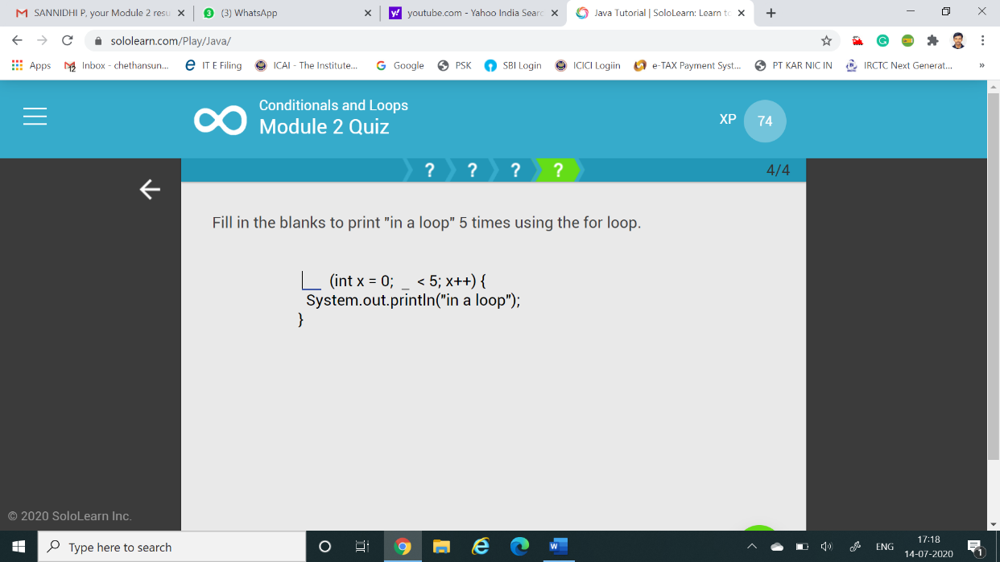 SANNIDHI P, your Module 2 resu
3 (3) WhatsApp
y! youtube.com - Yahoo India Searc
Java Tutorial | SoloLearn: Learn to
sololearn.com/Play/Java/
Apps
12 Inbox - chethansun...
IT E Filing
ICAI - The Institute...
Google
PSK
SBI Login
ICICI Logiin
e-TAX Payment Syst...
PT KAR NIC IN
IRCTC Next Generat...
»
Conditionals and Loops
Module 2 Quiz
XP 74
? ? ? ?
4/4
Fill in the blanks to print "in a loop" 5 times using the for loop.
___ (int x = 0; _ < 5; x++) {
System.out.println("in a loop");
}
© 2020 SoloLearn Inc.
Type here to search
ENG
17:18
14-07-2020
1